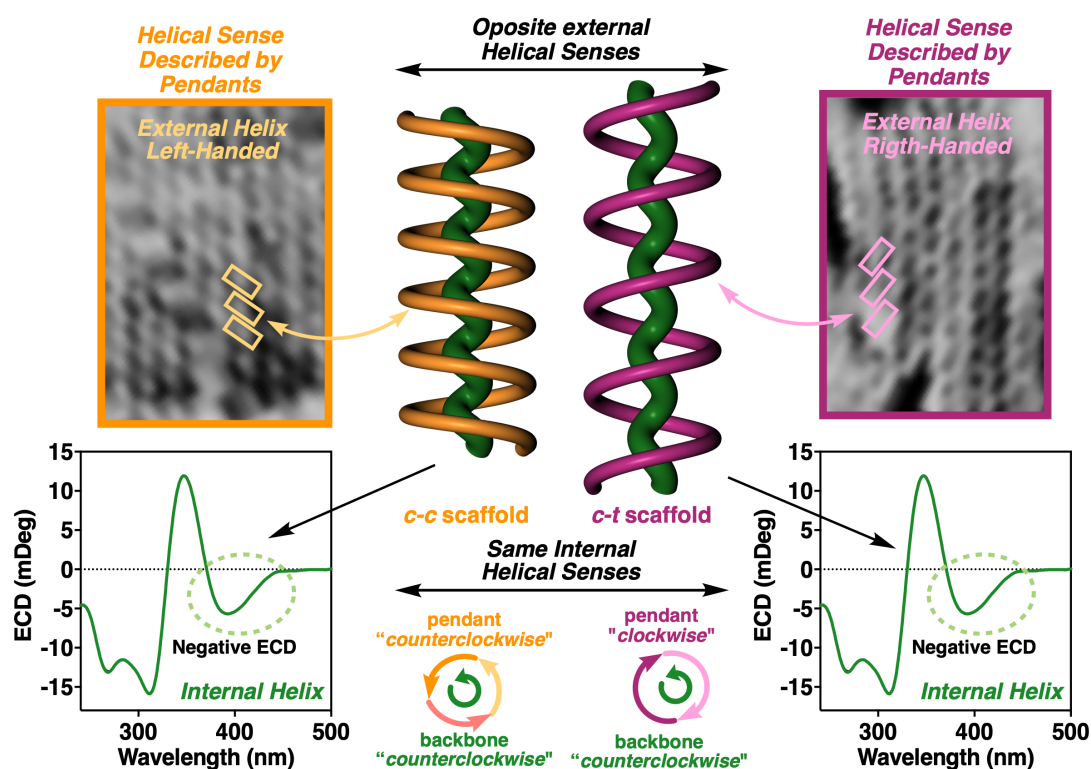 Helical Sense
Described by
Pendants
External Helix
Left-Handed
Opposite external
Helical Senses
Helical Sense
Described by
Pendants
External Helix
Rigth-Handed
c-c scaffold
c-t scaffold
Same Internal
Helical Senses
pendant
“counterclockwise"
backbone
“counterclockwise"
pendant
"clockwise"
backbone
“counterclockwise"
15
10
5
0
-5
-10
-15
ECD (mDeg)
Negative ECD
Internal Helix
300
400
500
Wavelength (nm)
15
10
5
0
-5
-10
-15
ECD (mDeg)
Negative ECD
Internal Helix
300
400
500
Wavelength (nm)